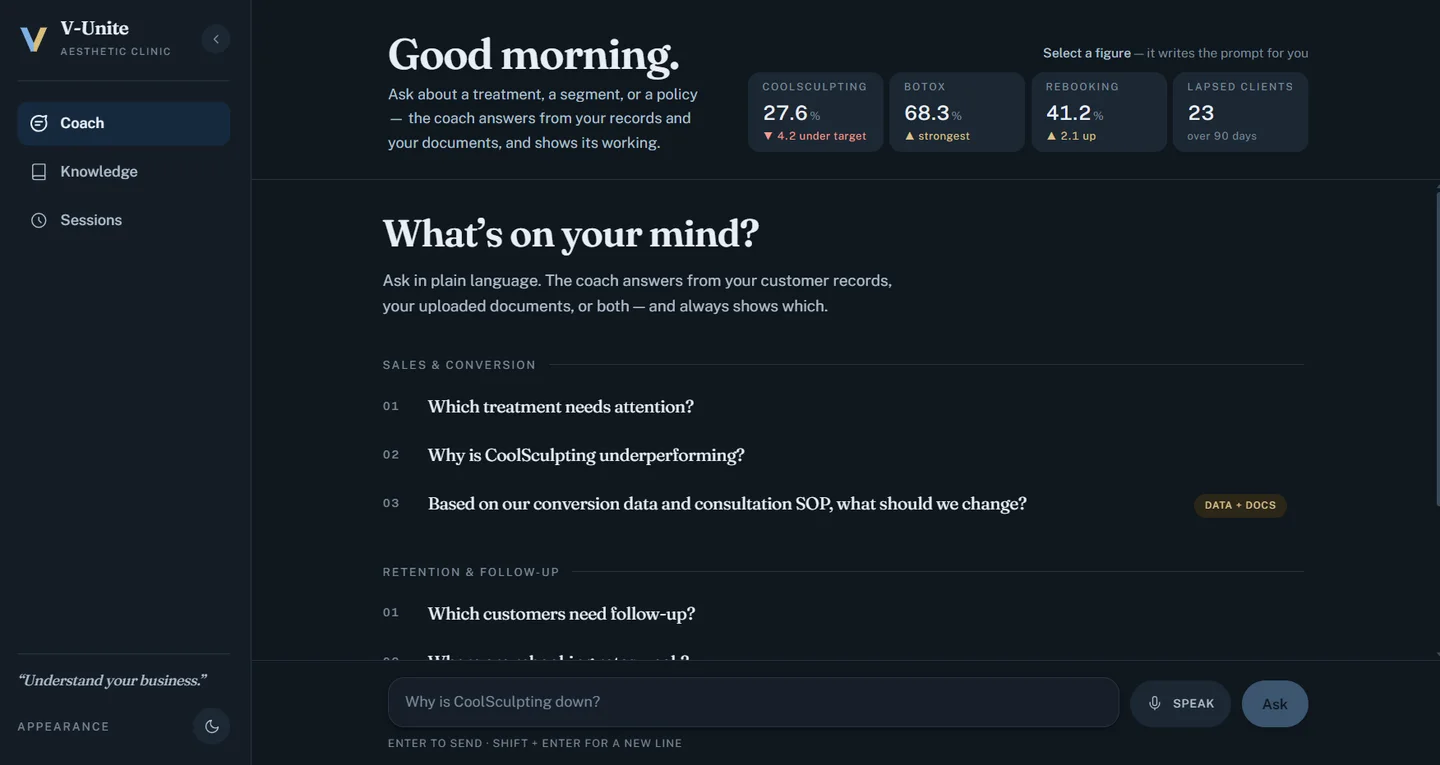 V-Unite
AESTHETIC CLINIC
Coach
Knowledge
Sessions
“Understand your business.”
APPEARANCE
Good morning.
Ask about a treatment, a segment, or a policy
— the coach answers from your records and
your documents, and shows its working.
Select a figure — it writes the prompt for you
COOLSCULPTING
27.6%
▼ 4.2 under target
BOTOX
68.3%
▲ strongest
REBOOKING
41.2%
▲ 2.1 up
LAPSED CLIENTS
23
over 90 days
What’s on your mind?
Ask in plain language. The coach answers from your customer records,
your uploaded documents, or both — and always shows which.
SALES & CONVERSION
01 Which treatment needs attention?
02 Why is CoolSculpting underperforming?
03 Based on our conversion data and consultation SOP, what should we change? DATA + DOCS
RETENTION & FOLLOW-UP
01 Which customers need follow-up?
Why is CoolSculpting down?
SPEAK
Ask
ENTER TO SEND · SHIFT + ENTER FOR A NEW LINE